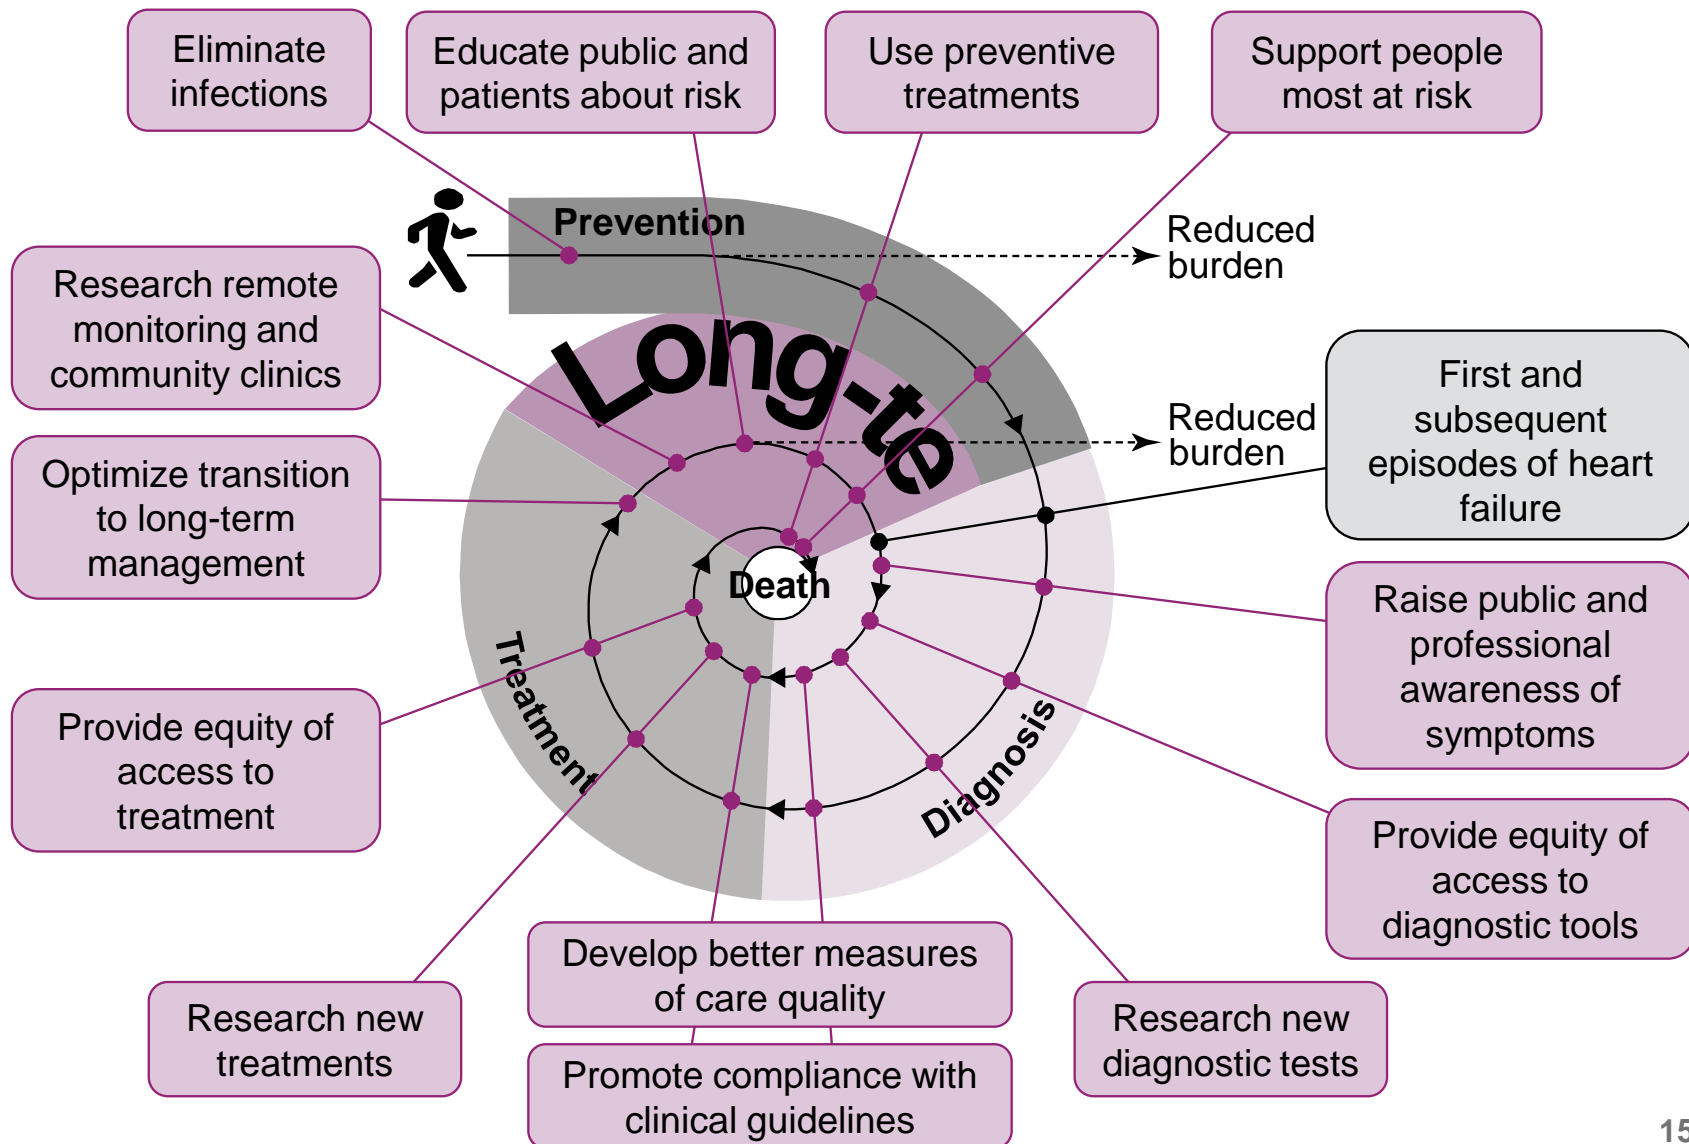 Eliminate
infections
Educate public and
patients about risk
Use preventive
treatments
Support people
most at risk
Prevention
Reduced
burden
Research remote
monitoring and
community clinics
Long-te
First and
subsequent
episodes of heart
failure
Reduced
burden
Optimize transition
to long-term
management
Death
Raise public and
professional
awareness of
symptoms
Treatment
Diagnosis
Provide equity of
access to
treatment
Provide equity of
access to
diagnostic tools
Develop better measures
of care quality
Research new
treatments
Research new
diagnostic tests
Promote compliance with
clinical guidelines
15